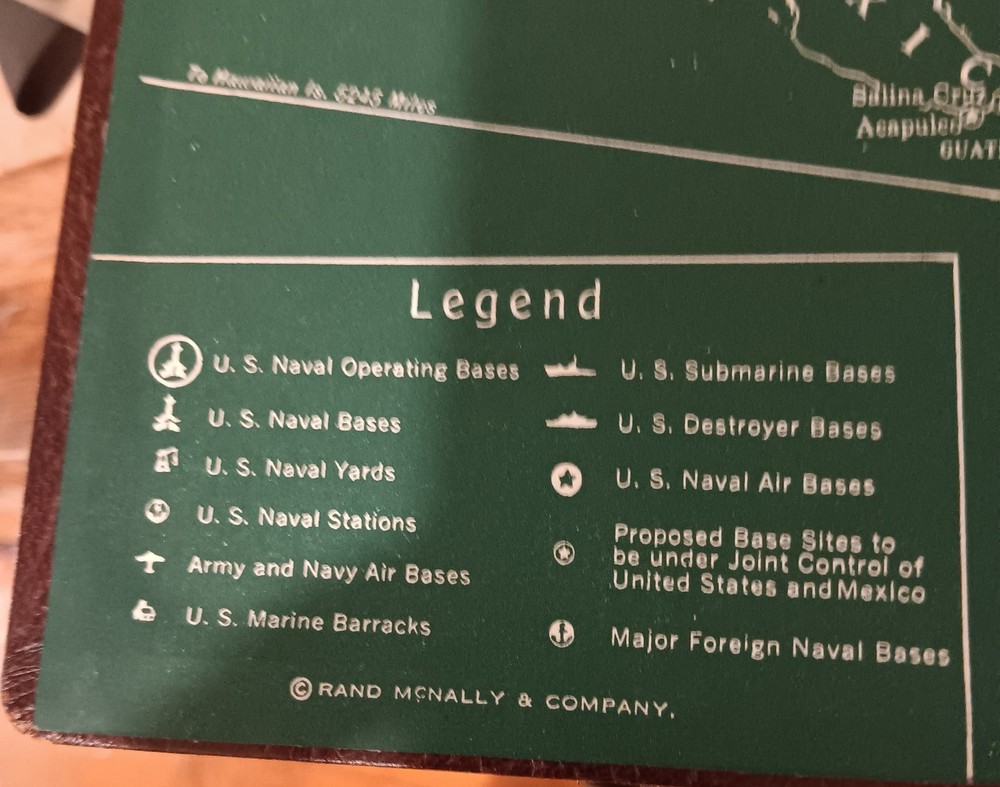 To Hawaiian Is. 5245 Miles
Salina Cruz
Acapulco
GUAT
Legend
U. S. Naval Operating Bases
U. S. Naval Bases
U. S. Naval Yards
U. S. Naval Stations
Army and Navy Air Bases
U. S. Marine Barracks
U. S. Submarine Bases
U. S. Destroyer Bases
U. S. Naval Air Bases
Proposed Base Sites to
be under Joint Control of
United States and Mexico
Major Foreign Naval Bases
© RAND MCNALLY & COMPANY.